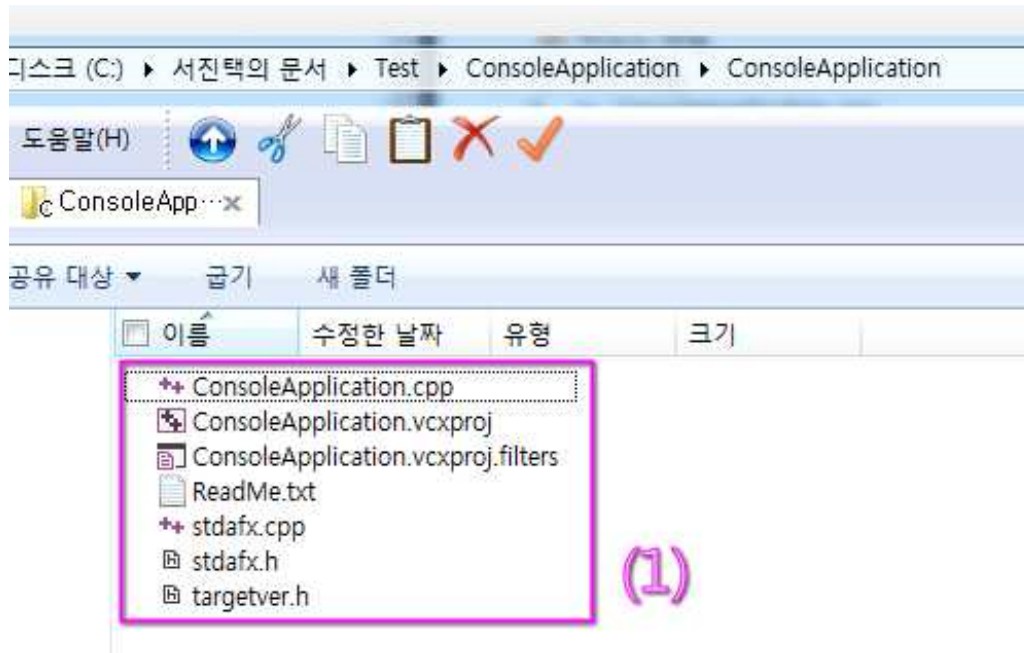 디스크 (C:) ▸ 서진택의 문서 ▸ Test ▸ ConsoleApplication ▸ ConsoleApplication
도움말(H)
ConsoleApp···
공유 대상 ▾ 굽기 새 폴더
이름 수정한 날짜 유형 크기
ConsoleApplication.cpp
ConsoleApplication.vcxproj
ConsoleApplication.vcxproj.filters
ReadMe.txt
stdafx.cpp
stdafx.h
targetver.h
(1)